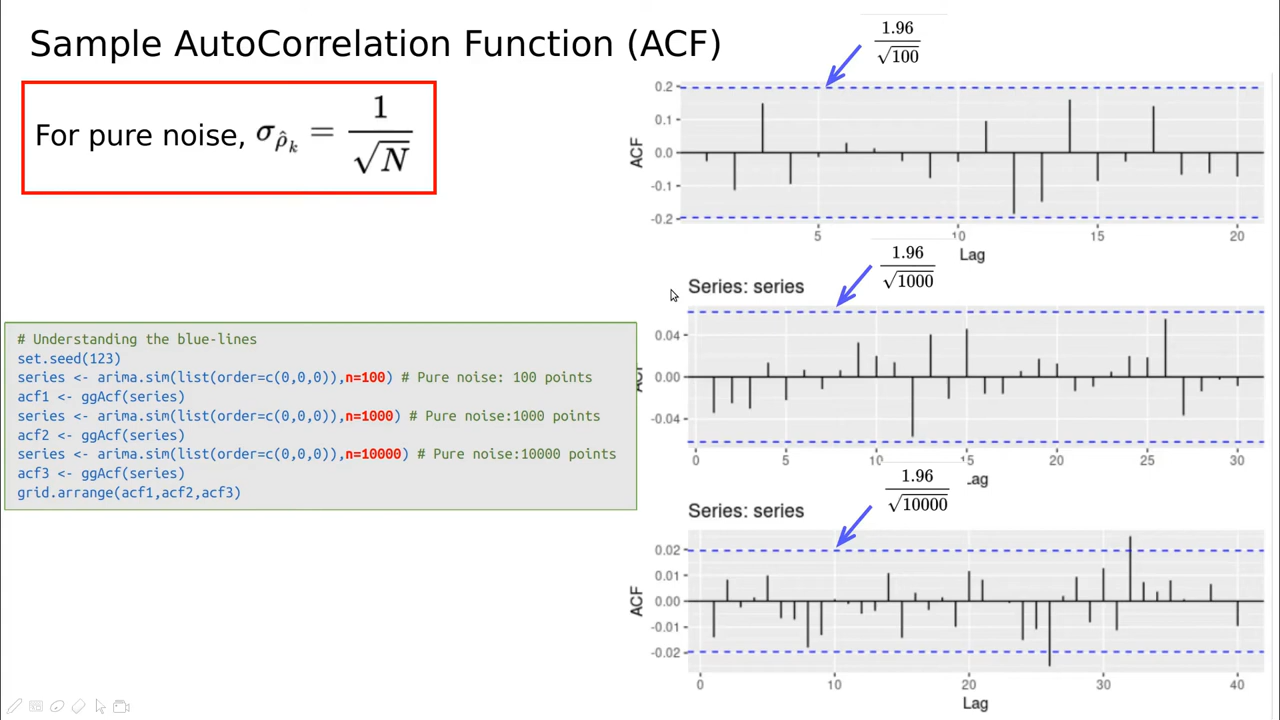 Sample AutoCorrelation Function (ACF)
For pure noise, σρ̂k = 1/√N
# Understanding the blue-lines
set.seed(123)
series <- arima.sim(list(order=c(0,0,0)),n=100) # Pure noise: 100 points
acf1 <- ggAcf(series)
series <- arima.sim(list(order=c(0,0,0)),n=1000) # Pure noise:1000 points
acf2 <- ggAcf(series)
series <- arima.sim(list(order=c(0,0,0)),n=10000) # Pure noise:10000 points
acf3 <- ggAcf(series)
grid.arrange(acf1,acf2,acf3)
1.96/√100
0.2
0.1
0.0
-0.1
-0.2
ACF
5 10 15 20
Lag
1.96/√1000
Series: series
0.04
0.00
-0.04
0 5 10 15 20 25 30
1.96/√10000
Series: series
0.02
0.01
0.00
-0.01
-0.02
ACF
0 10 20 30 40
Lag